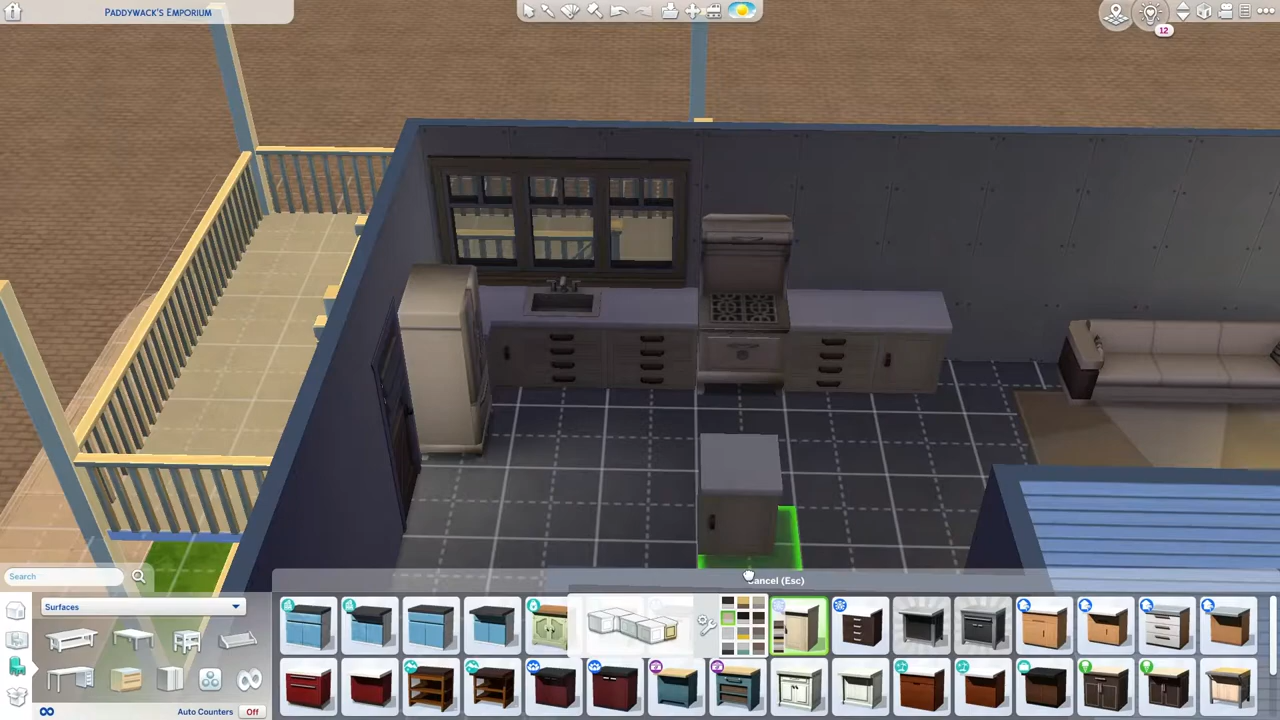 PADDYWACK'S EMPORIUM
12
Cancel (Esc)
Search
Surfaces
Auto Counters
Off